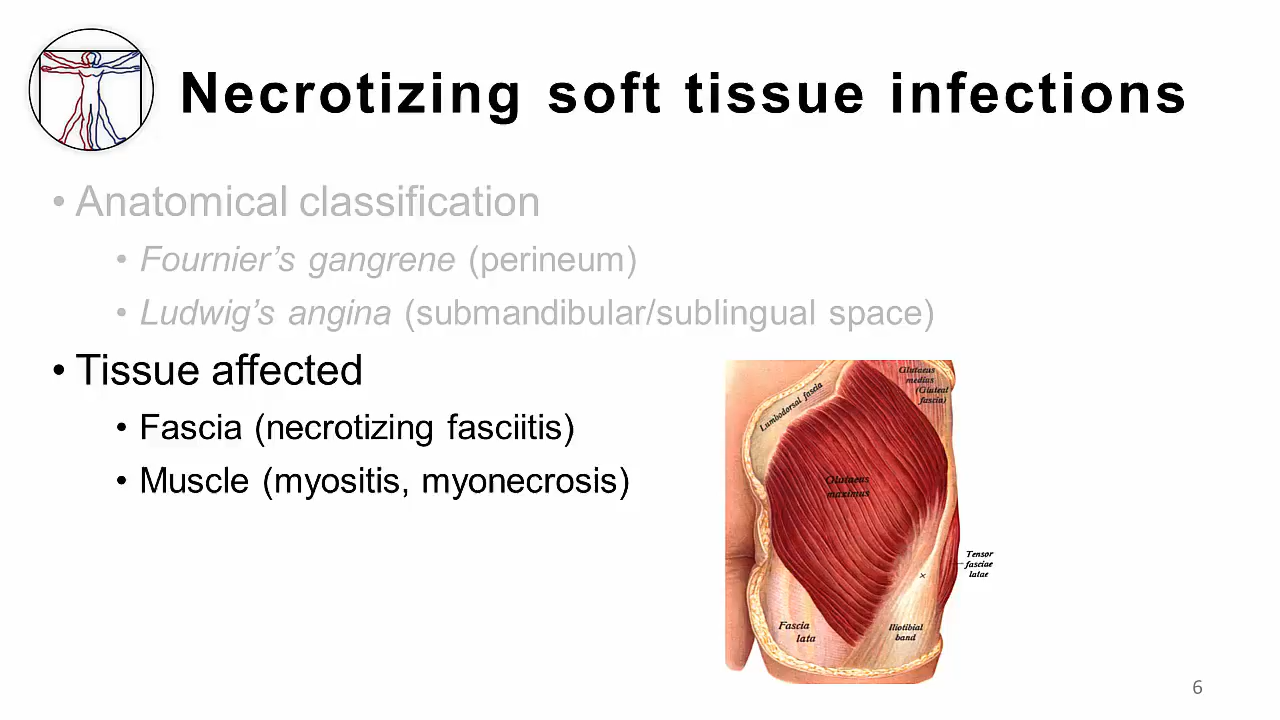 Necrotizing soft tissue infections
• Anatomical classification
• Fournier’s gangrene (perineum)
• Ludwig’s angina (submandibular/sublingual space)
• Tissue affected
• Fascia (necrotizing fasciitis)
• Muscle (myositis, myonecrosis)
Glutaeus
medius
(Gluteal
fascia)
Lumbodorsal fascia
Glutaeus
maximus
Tensor
fasciae
latae
Fascia
lata
Iliotibial
band
6